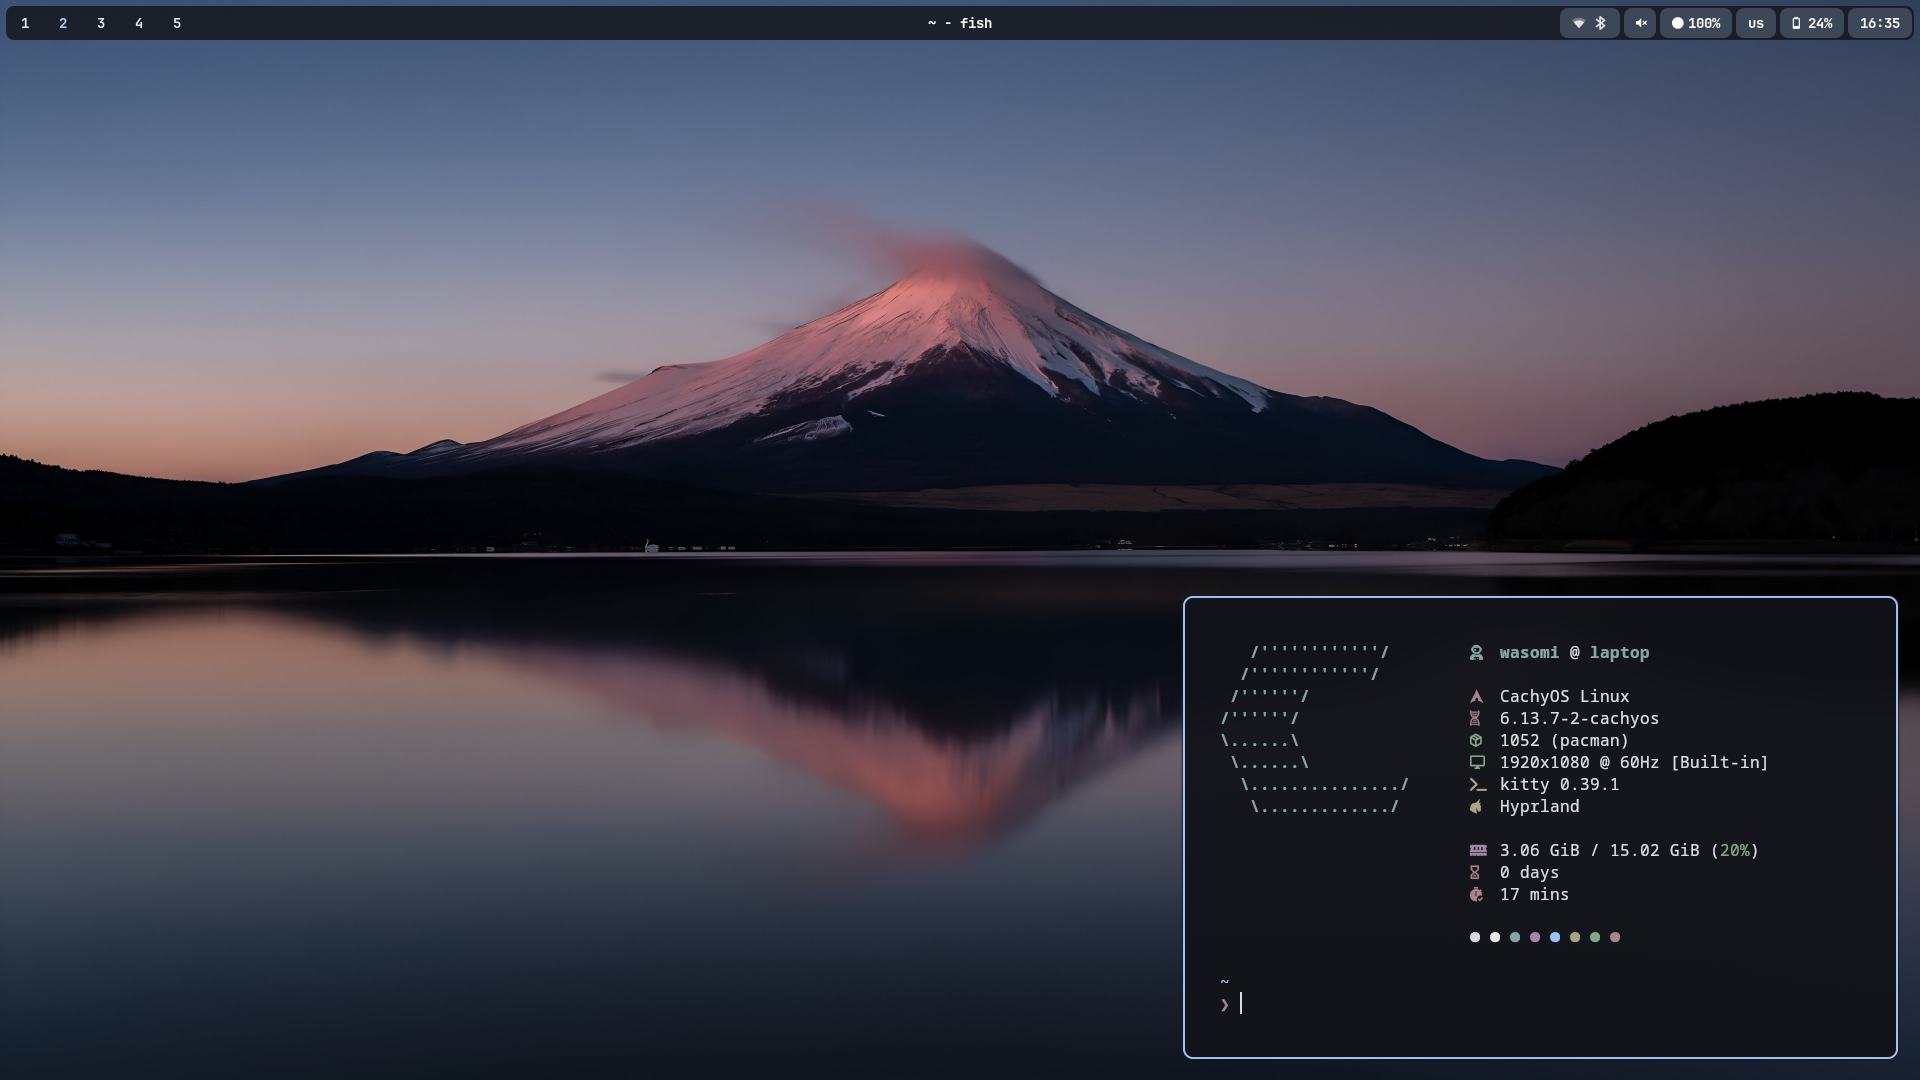 1 2 3 4 5
~ - fish
100% us 24% 16:35
/''''''''''''/
/''''''''''''/
/''''''/
/''''''/
\......\
\......\
\.............../
\............./
wasomi @ laptop
CachyOS Linux
6.13.7-2-cachyos
1052 (pacman)
1920x1080 @ 60Hz [Built-in]
kitty 0.39.1
Hyprland
3.06 GiB / 15.02 GiB (20%)
0 days
17 mins
~
❯